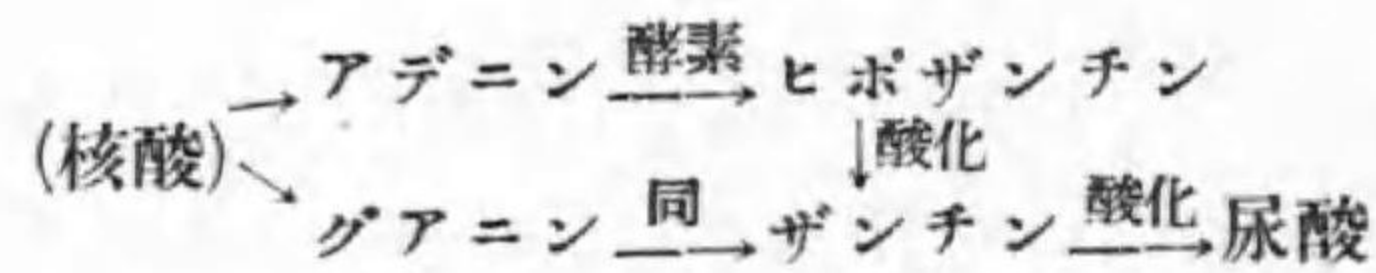 アデニン 酵素→ ヒポザンチン
(核酸) ↓酸化
グアニン 同→ ザンチン 酸化→ 尿酸